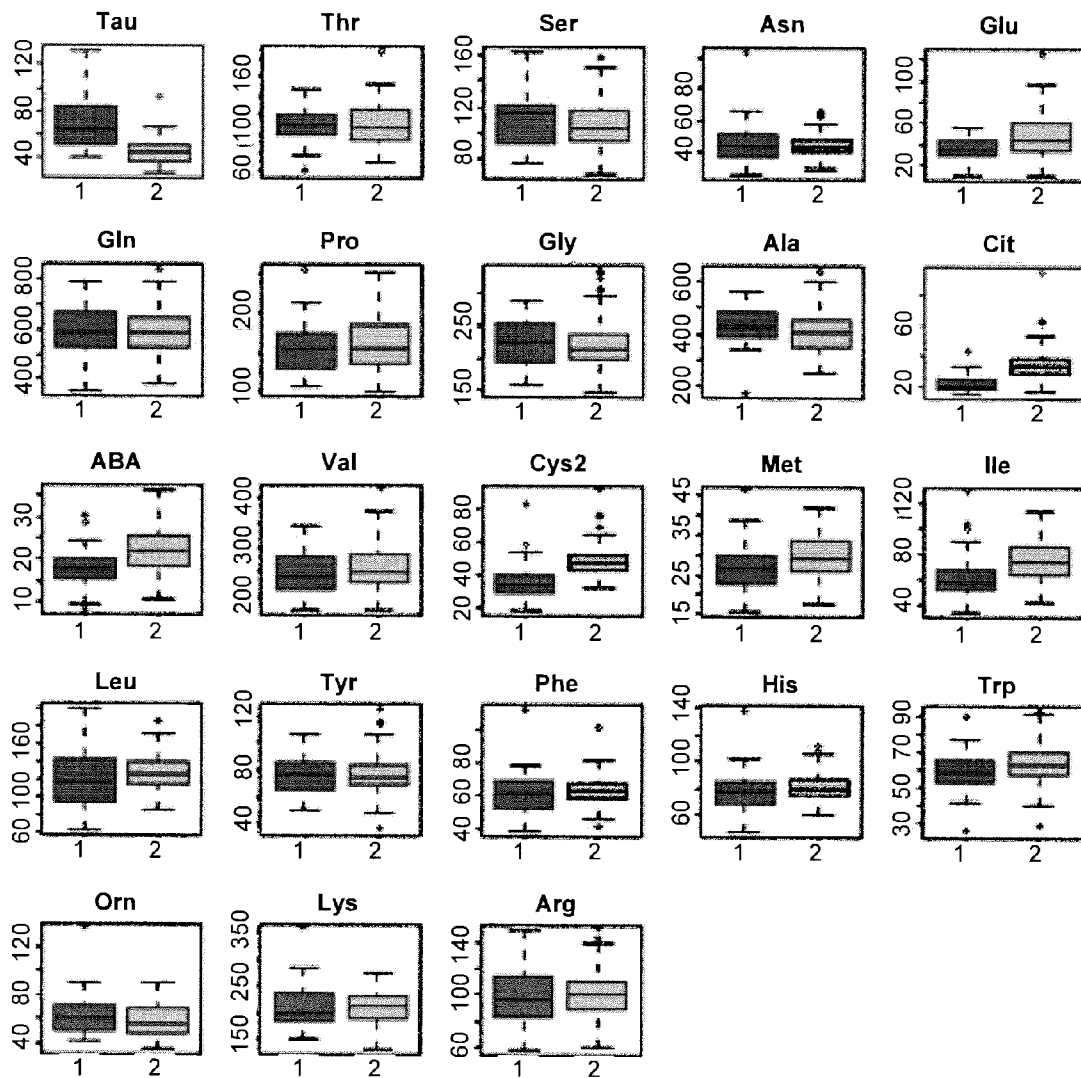 Tau Thr Ser Asn Glu
120 80 40
160 100 60
160 120 80
80 60 40
100 60 20
1 2 1 2 1 2 1 2 1 2
Gln Pro Gly Ala Cit
800 600 400
200 100
250 150
600 400 200
60 20
1 2 1 2 1 2 1 2 1 2
ABA Val Cys2 Met Ile
30 20 10
400 300 200
80 60 40 20
45 35 25 15
120 80 40
1 2 1 2 1 2 1 2 1 2
Leu Tyr Phe His Trp
160 120 100 60
120 80 40
80 60 40
140 100 60
90 70 50 30
1 2 1 2 1 2 1 2 1 2
Orn Lys Arg
120 80 40
350 250 150
140 100 60
1 2 1 2 1 2